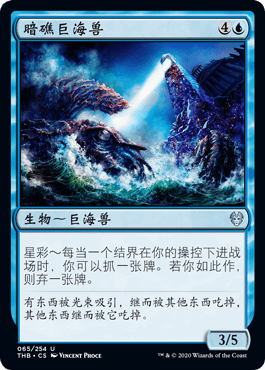 暗礁巨海兽 4
生物～巨海兽
星彩～每当一个结界在你的操控下进战
场时，你可以抓一张牌。若你如此作，
则弃一张牌。
有东西被光束吸引，继而被其他东西吃掉，
其他东西继而被它吃掉。
3/5
065/254 U
THB • CS VINCENT PROCE
™ & © 2020 Wizards of the Coast